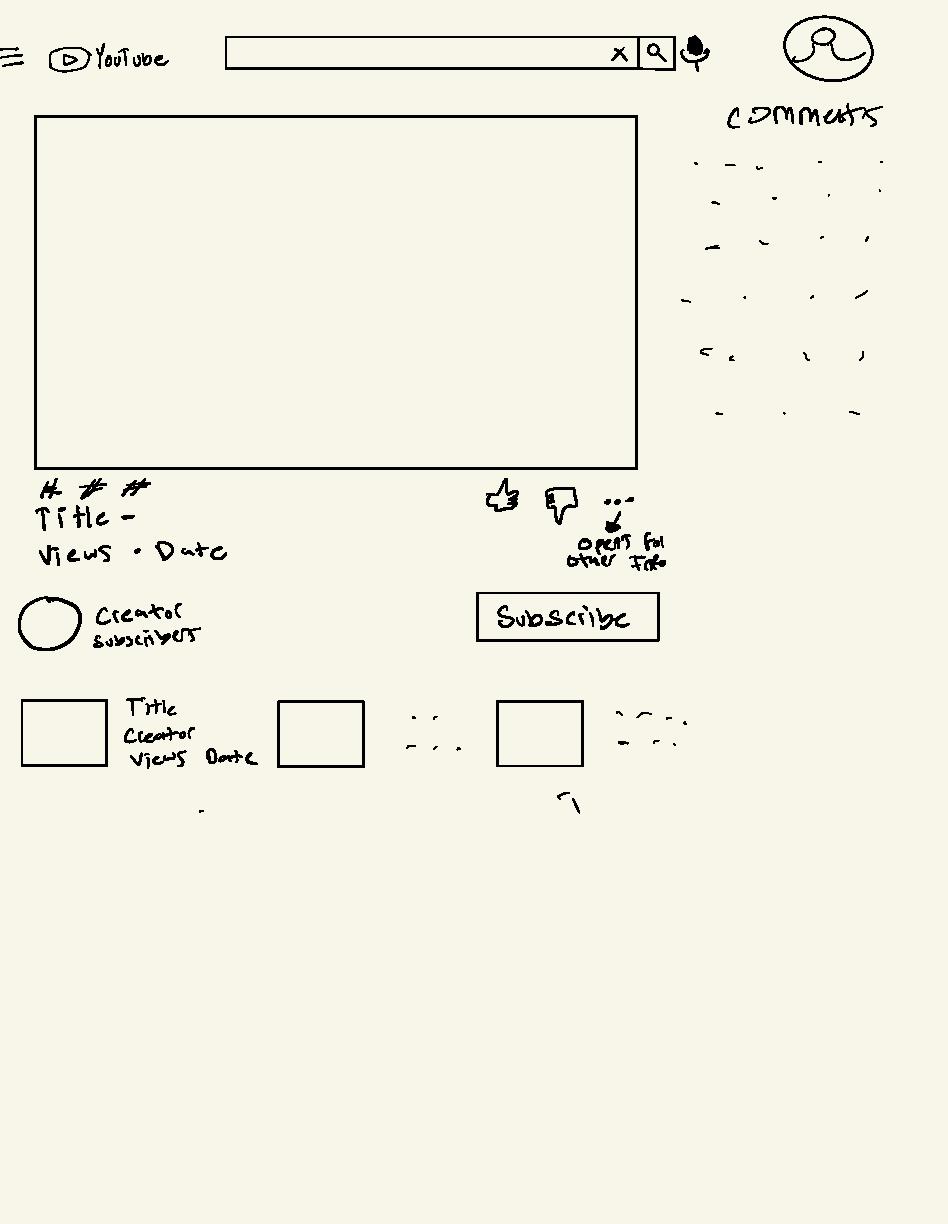 YouTube
X
Comments
# # #
Title -
Views • Date
...
Opens for
other Info
Creator
Subscribers
Subscribe
Title
Creator
Views Date